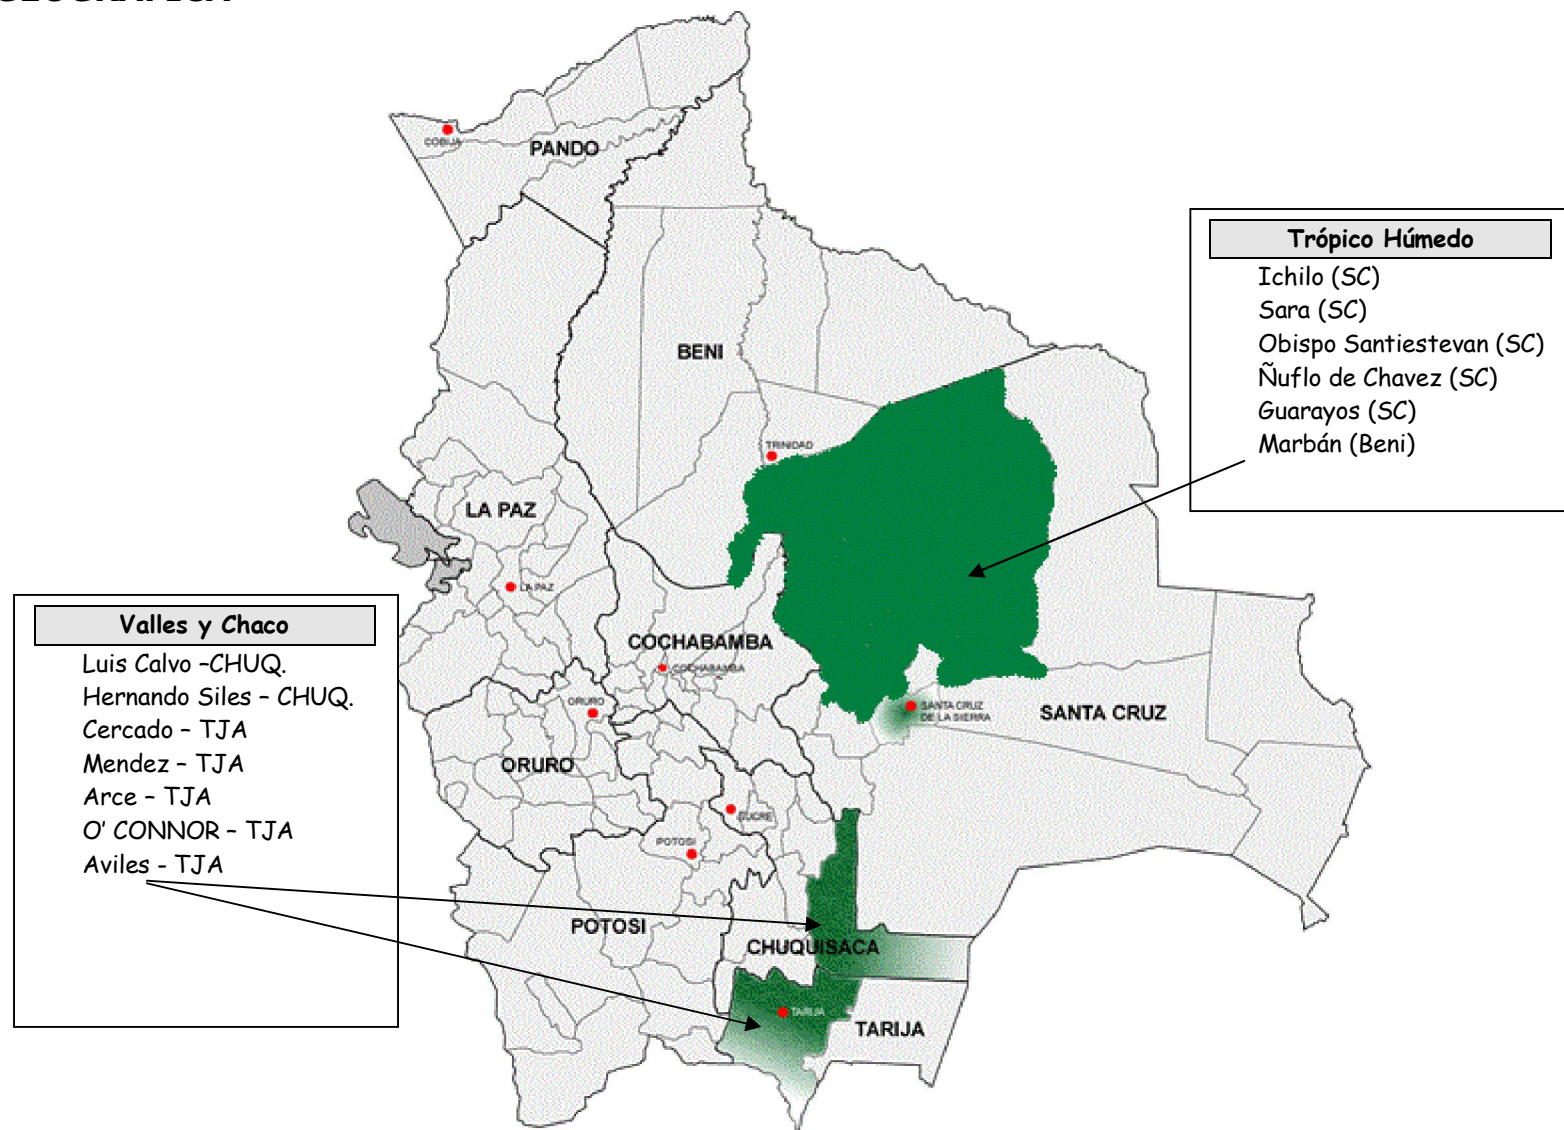 COBIJA
PANDO
Trópico Húmedo
Ichilo (SC)
Sara (SC)
Obispo Santiestevan (SC)
Ñuflo de Chavez (SC)
Guarayos (SC)
Marbán (Beni)
BENI
TRINIDAD
LA PAZ
LA PAZ
Valles y Chaco
Luis Calvo –CHUQ.
Hernando Siles – CHUQ.
Cercado – TJA
Mendez – TJA
Arce – TJA
O' CONNOR – TJA
Aviles - TJA
COCHABAMBA
COCHABAMBA
ORURO
SANTA CRUZ
DE LA SIERRA
SANTA CRUZ
ORURO
SUCRE
POTOSI
POTOSI
CHUQUISACA
TARIJA
TARIJA